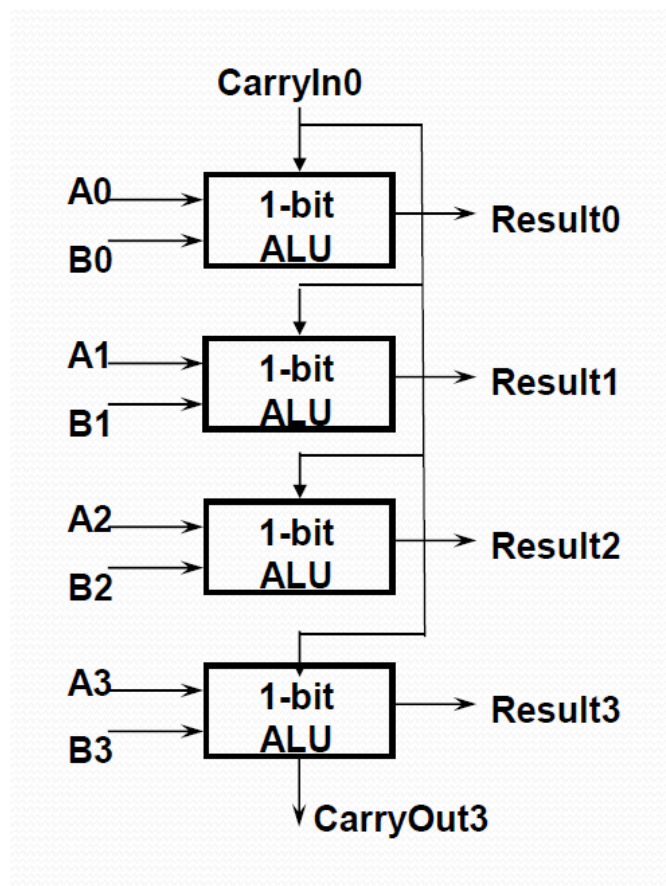 CarryIn0
A0
1-bit
Result0
B0
ALU
A1
1-bit
Result1
B1
ALU
A2
1-bit
Result2
B2
ALU
A3
1-bit
Result3
B3
ALU
CarryOut3